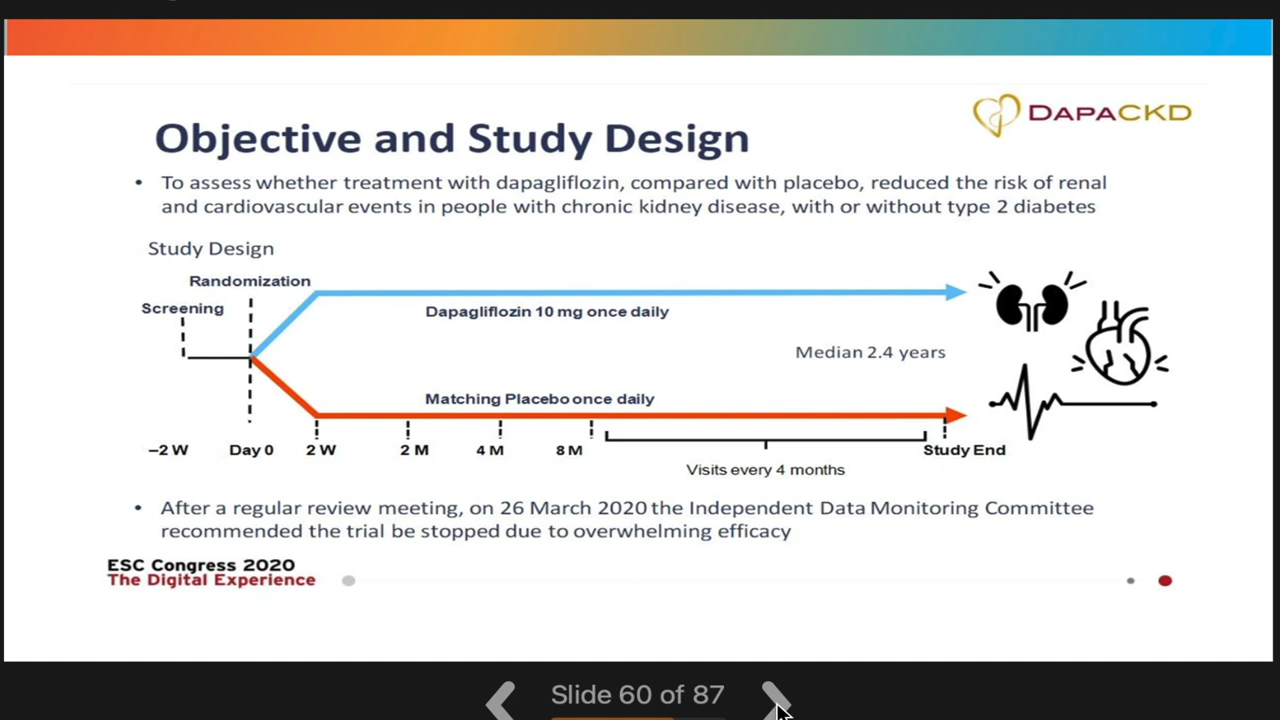 DAPACKD
Objective and Study Design
• To assess whether treatment with dapagliflozin, compared with placebo, reduced the risk of renal
and cardiovascular events in people with chronic kidney disease, with or without type 2 diabetes
Study Design
Randomization
Screening
Dapagliflozin 10 mg once daily
Median 2.4 years
Matching Placebo once daily
–2 W Day 0 2 W 2 M 4 M 8 M Study End
Visits every 4 months
• After a regular review meeting, on 26 March 2020 the Independent Data Monitoring Committee
recommended the trial be stopped due to overwhelming efficacy
ESC Congress 2020
The Digital Experience
Slide 60 of 87